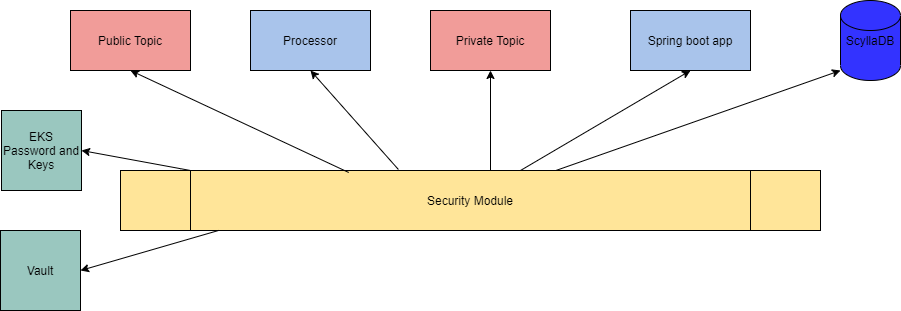 Public Topic
Processor
Private Topic
Spring boot app
ScyllaDB
EKS
Password and
Keys
Security Module
Vault